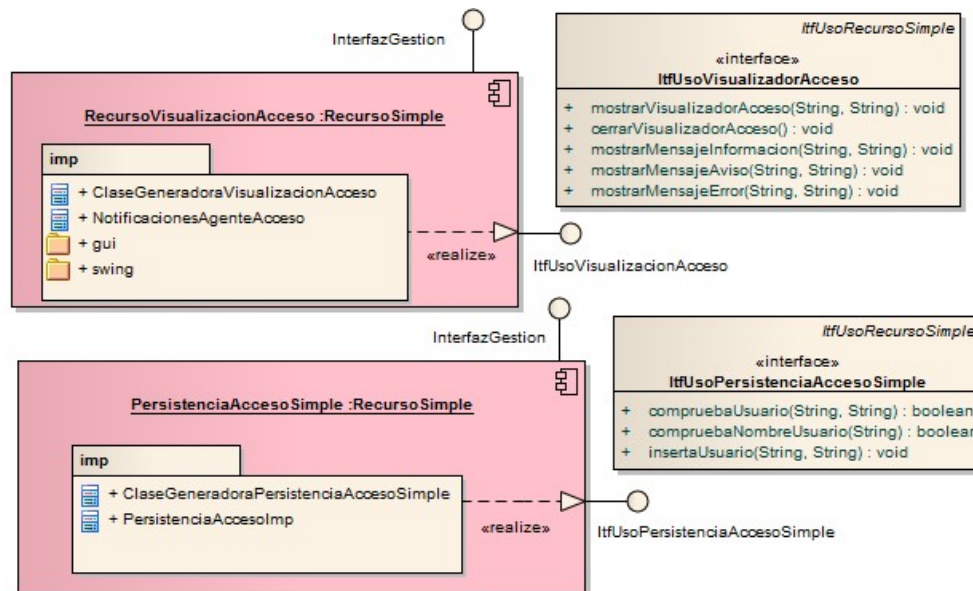 InterfazGestion
ItfUsoRecursoSimple
«interface»
ItfUsoVisualizadorAcceso
+ mostrarVisualizadorAcceso(String, String) : void
+ cerrarVisualizadorAcceso() : void
+ mostrarMensajeInformacion(String, String) : void
+ mostrarMensajeAviso(String, String) : void
+ mostrarMensajeError(String, String) : void
RecursoVisualizacionAcceso :RecursoSimple
imp
+ ClaseGeneradoraVisualizacionAcceso
+ NotificacionesAgenteAcceso
+ gui
+ swing
«realize»
ItfUsoVisualizacionAcceso
InterfazGestion
ItfUsoRecursoSimple
«interface»
ItfUsoPersistenciaAccesoSimple
+ compruebaUsuario(String, String) : boolean
+ compruebaNombreUsuario(String) : boolean
+ insertaUsuario(String, String) : void
PersistenciaAccesoSimple :RecursoSimple
imp
+ ClaseGeneradoraPersistenciaAccesoSimple
+ PersistenciaAccesoImp
«realize»
ItfUsoPersistenciaAccesoSimple